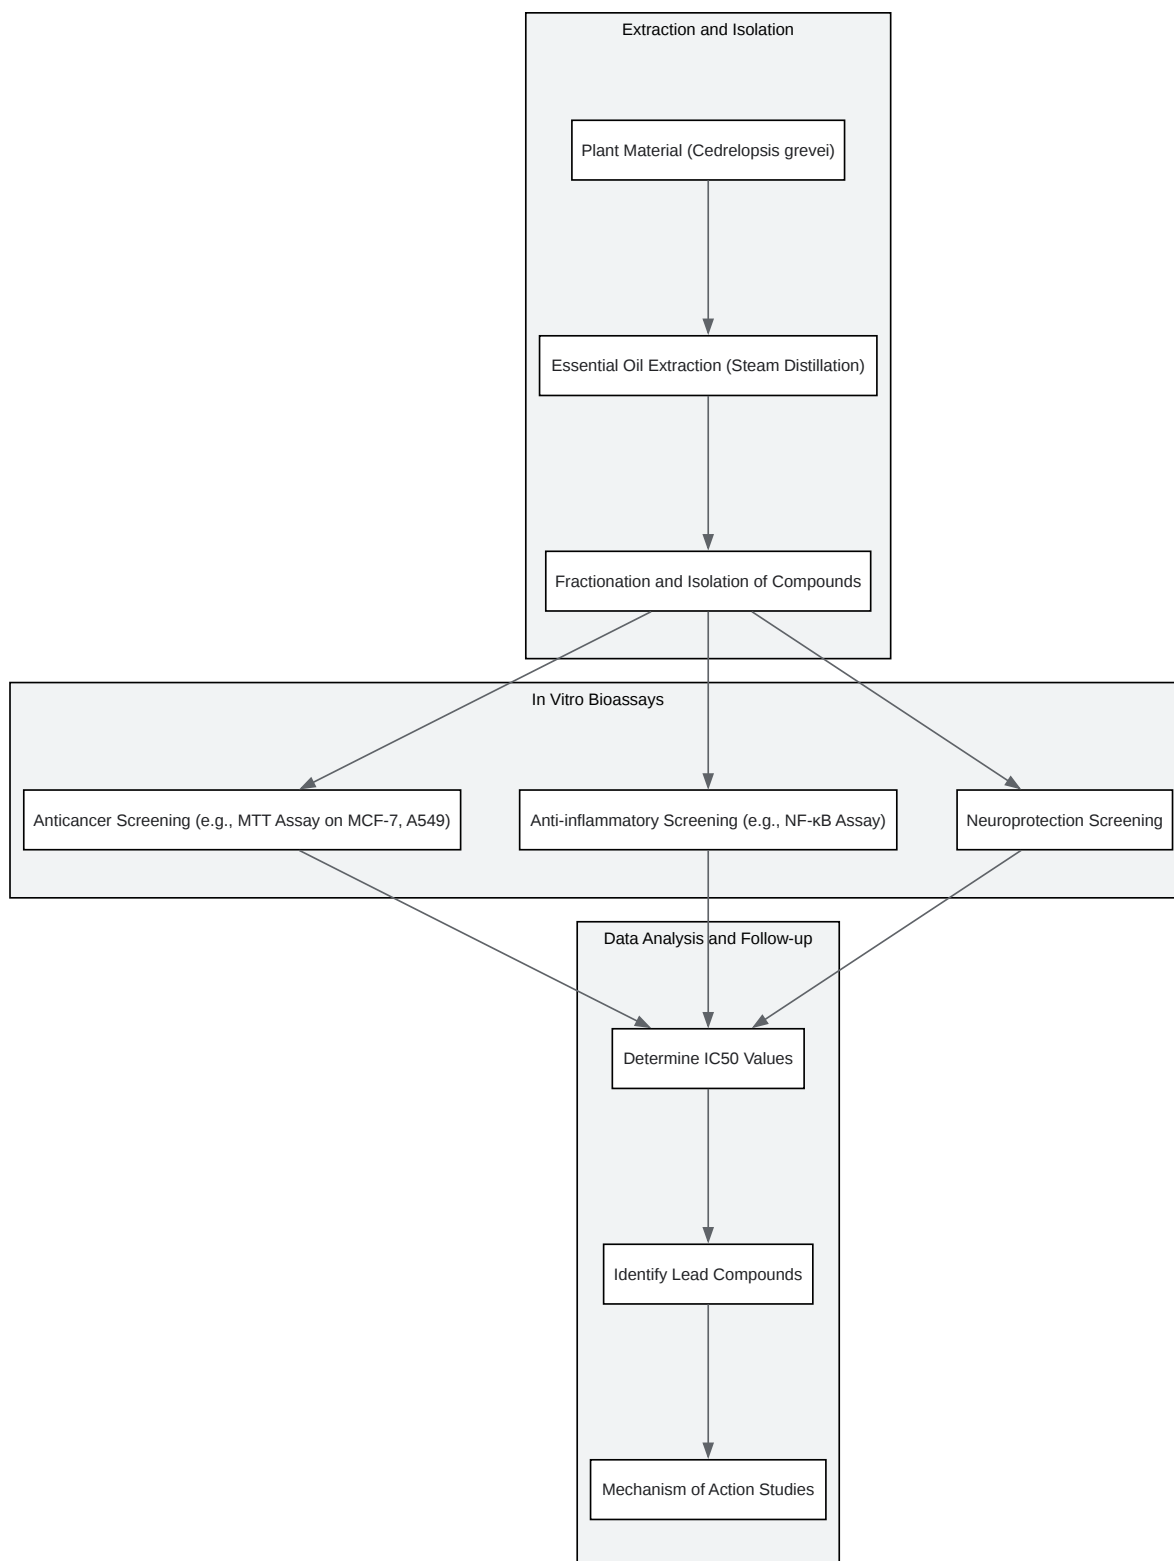 Extraction and Isolation
Plant Material (Cedrelopsis grevei)
Essential Oil Extraction (Steam Distillation)
Fractionation and Isolation of Compounds
In Vitro Bioassays
Anticancer Screening (e.g., MTT Assay on MCF-7, A549)
Anti-inflammatory Screening (e.g., NF-κB Assay)
Neuroprotection Screening
Data Analysis and Follow-up
Determine IC50 Values
Identify Lead Compounds
Mechanism of Action Studies